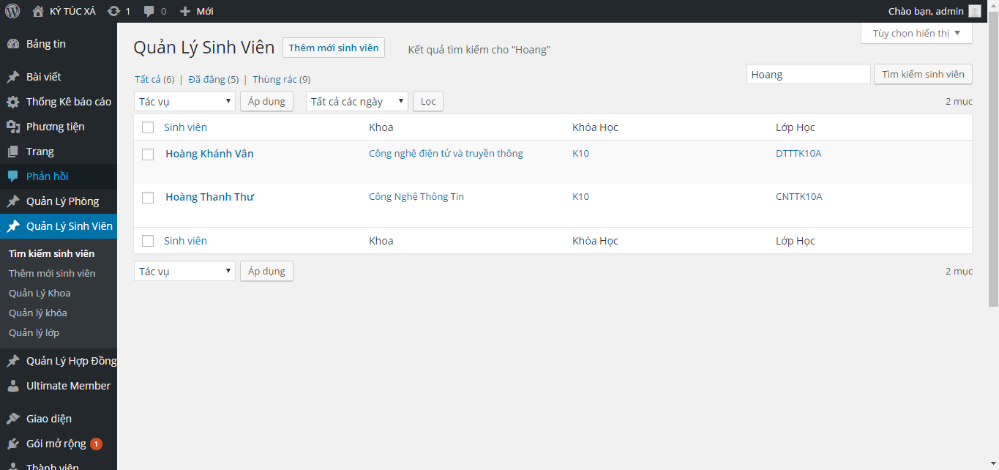 KÝ TÚC XÁ 1 0 Mới Chào bạn, admin
Tùy chọn hiển thị
Bảng tin
Bài viết
Thống Kê báo cáo
Phương tiện
Trang
Phản hồi
Quản Lý Phòng
Quản Lý Sinh Viên
Tìm kiếm sinh viên
Thêm mới sinh viên
Quản Lý Khoa
Quản lý khóa
Quản lý lớp
Quản Lý Hợp Đồng
Ultimate Member
Giao diện
Gói mở rộng 1
Thành viên
Quản Lý Sinh Viên Thêm mới sinh viên Kết quả tìm kiếm cho “Hoang”
Tất cả (6) | Đã đăng (5) | Thùng rác (9)
Hoang Tìm kiếm sinh viên
Tác vụ Áp dụng Tất cả các ngày Lọc 2 mục
Sinh viên Khoa Khóa Học Lớp Học
Hoàng Khánh Vân Công nghệ điện tử và truyền thông K10 DTTTK10A
Hoàng Thanh Thư Công Nghệ Thông Tin K10 CNTTK10A
Sinh viên Khoa Khóa Học Lớp Học
Tác vụ Áp dụng 2 mục